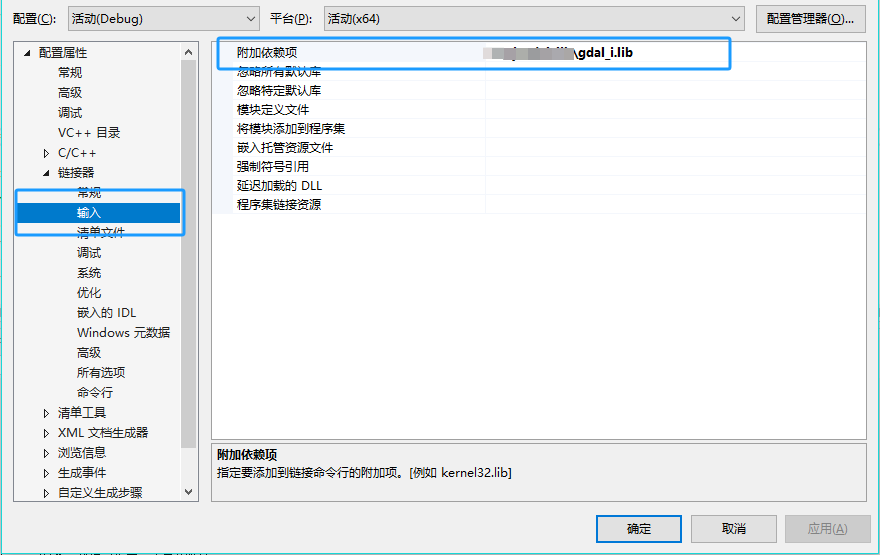 配置(C): 活动(Debug) 平台(P): 活动(x64) 配置管理器(O)...
配置属性
常规
高级
调试
VC++ 目录
C/C++
链接器
常规
输入
清单文件
调试
系统
优化
嵌入的 IDL
Windows 元数据
高级
所有选项
命令行
清单工具
XML 文档生成器
浏览信息
生成事件
自定义生成步骤
附加依赖项 \gdal_i.lib
忽略所有默认库
忽略特定默认库
模块定义文件
将模块添加到程序集
嵌入托管资源文件
强制符号引用
延迟加载的 DLL
程序集链接资源
附加依赖项
指定要添加到链接命令行的附加项。[例如 kernel32.lib]
确定 取消 应用(A)